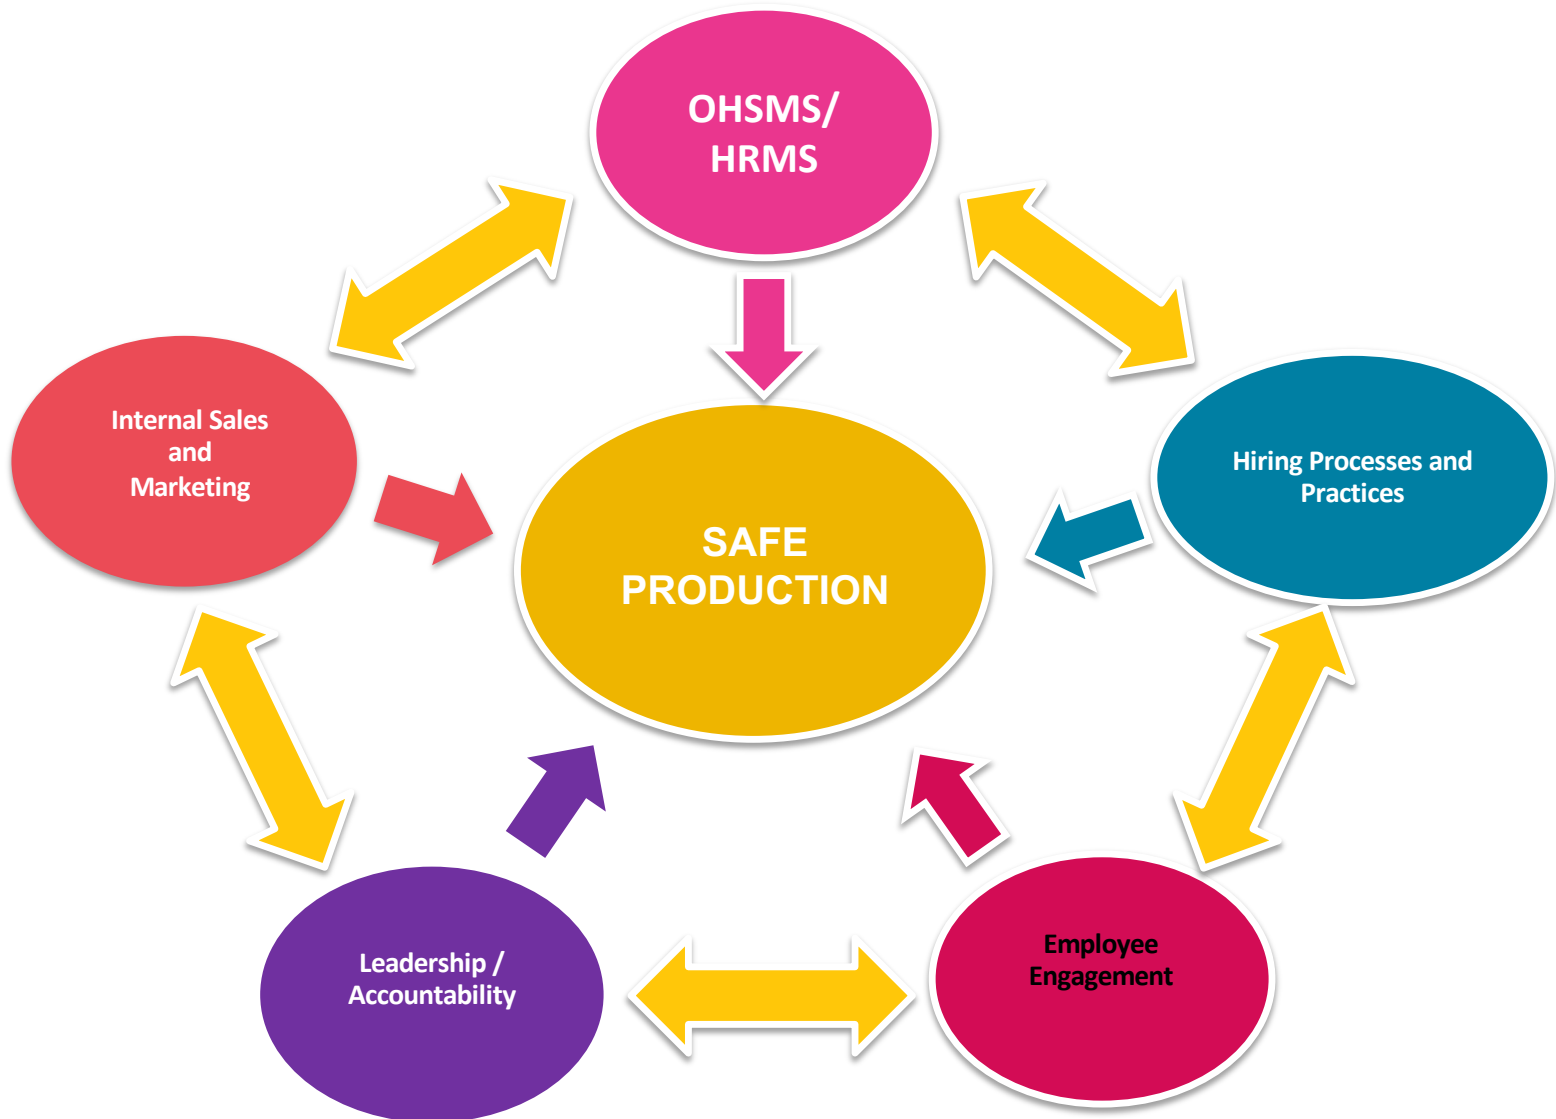 OHSMS/
HRMS
Internal Sales
and
Marketing
Hiring Processes and
Practices
SAFE
PRODUCTION
Leadership /
Accountability
Employee
Engagement